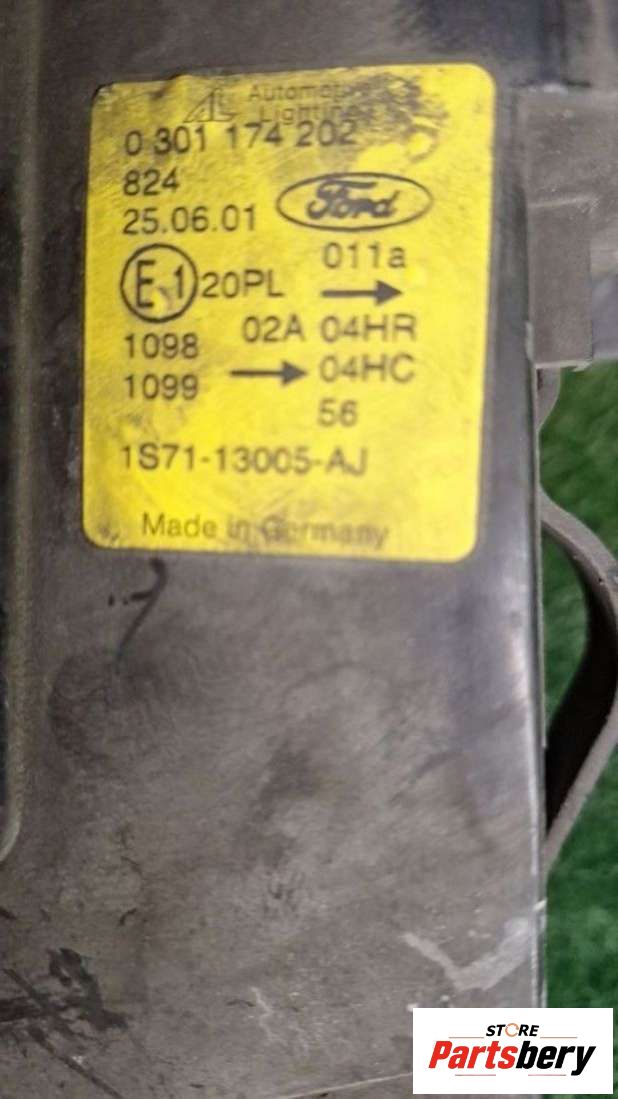 AL Automotive
Lighting
0 301 174 202
824
25.06.01 Ford
E1 20PL 011a
02A 04HR
1098
04HC
1099
56
1S71-13005-AJ
Made in Germany
STORE
Partsbery